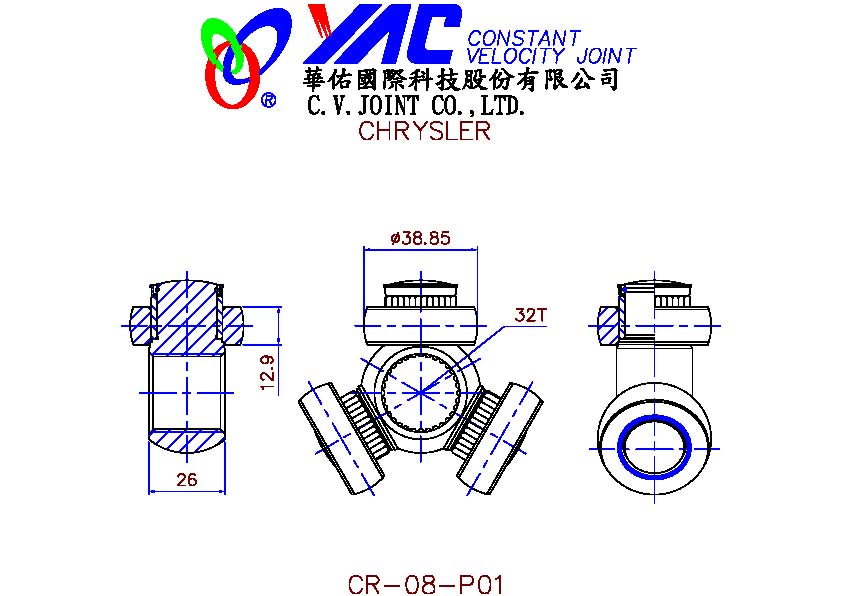 YAC CONSTANT
VELOCITY JOINT
®
華佑國際科技股份有限公司
C.V.JOINT CO.,LTD.
CHRYSLER
ø38.85
32T
12.9
26
CR-08-P01